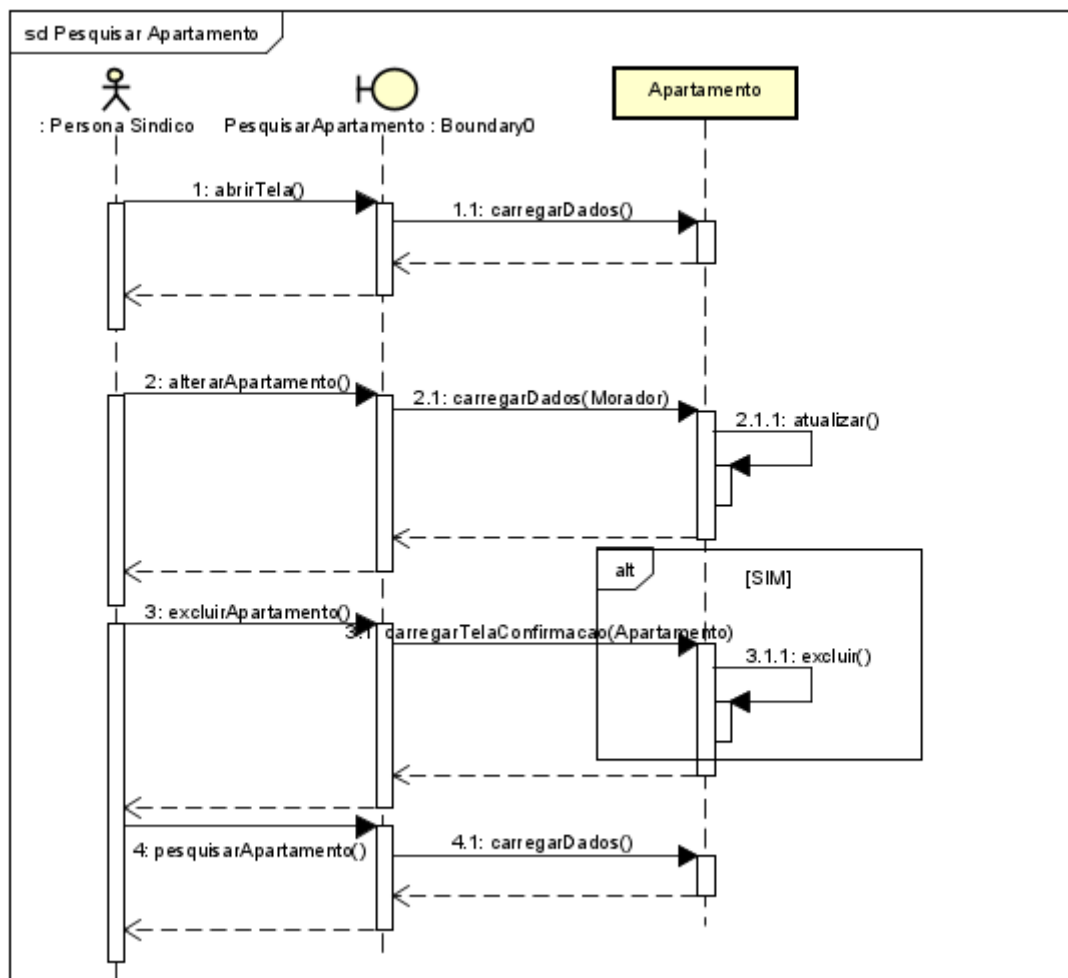 sd Pesquisar Apartamento
: Persona Sindico
PesquisarApartamento : Boundary0
Apartamento
1: abrirTela()
1.1: carregarDados()
2: alterarApartamento()
2.1: carregarDados(Morador)
2.1.1: atualizar()
alt
[SIM]
3: excluirApartamento()
3.1: carregarTelaConfirmacao(Apartamento)
3.1.1: excluir()
4: pesquisarApartamento()
4.1: carregarDados()